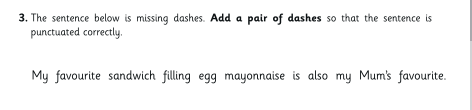 3. The sentence below is missing dashes. Add a pair of dashes so that the sentence is
punctuated correctly.
My favourite sandwich filling egg mayonnaise is also my Mum's favourite.